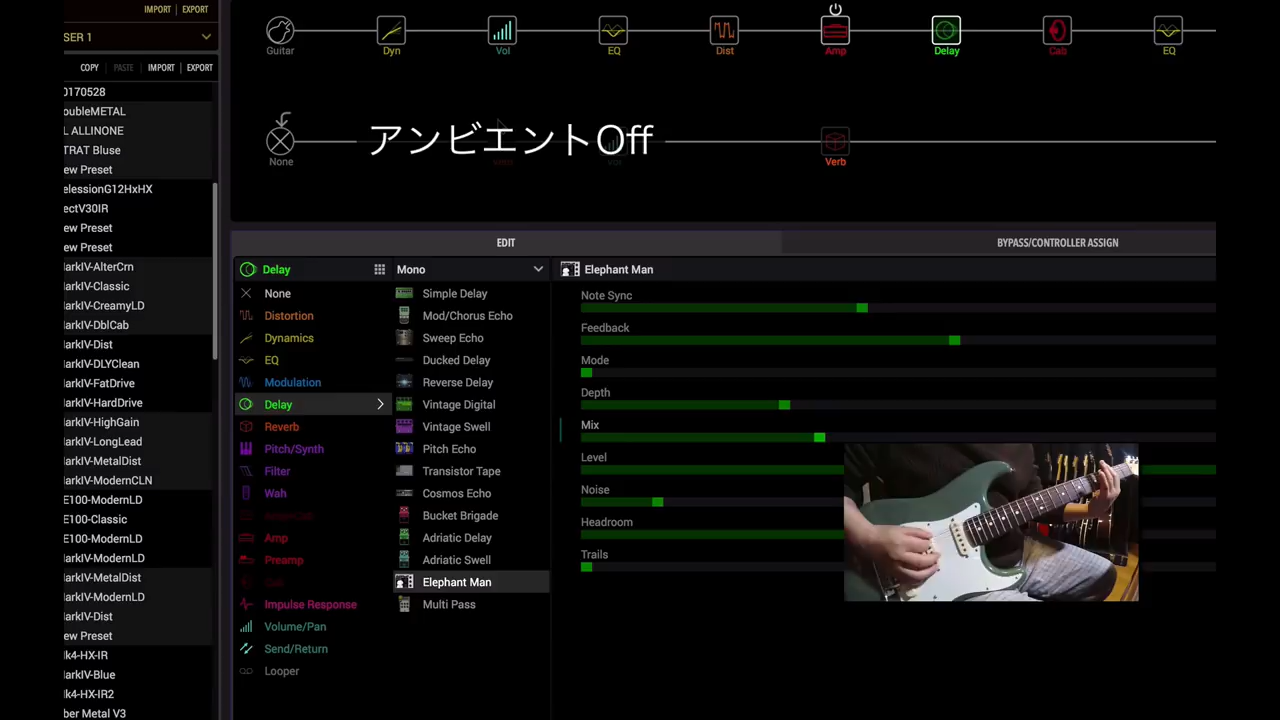 IMPORT | EXPORT
SER 1
COPY | PASTE | IMPORT | EXPORT
0170528
oubleMETAL
L ALLINONE
TRAT Bluse
ew Preset
elessionG12HxHX
ectV30IR
ew Preset
ew Preset
larkIV-AlterCrn
larkIV-Classic
larkIV-CreamyLD
larkIV-DblCab
larkIV-Dist
larkIV-DLYClean
larkIV-FatDrive
larkIV-HardDrive
larkIV-HighGain
larkIV-LongLead
larkIV-MetalDist
larkIV-ModernCLN
E100-ModernLD
E100-Classic
E100-ModernLD
larkIV-ModernLD
larkIV-MetalDist
larkIV-ModernLD
larkIV-Dist
ew Preset
lk4-HX-IR
larkIV-Blue
lk4-HX-IR2
ber Metal V3
Guitar
Dyn
Vol
EQ
Dist
Amp
Delay
Cab
EQ
None
アンビエントOff
Verb
EDIT
BYPASS/CONTROLLER ASSIGN
Delay
Mono
Elephant Man
None
Distortion
Dynamics
EQ
Modulation
Delay
Reverb
Pitch/Synth
Filter
Wah
Amp
Preamp
Impulse Response
Volume/Pan
Send/Return
Looper
Simple Delay
Mod/Chorus Echo
Sweep Echo
Ducked Delay
Reverse Delay
Vintage Digital
Vintage Swell
Pitch Echo
Transistor Tape
Cosmos Echo
Bucket Brigade
Adriatic Delay
Adriatic Swell
Elephant Man
Multi Pass
Note Sync
Feedback
Mode
Depth
Mix
Level
Noise
Headroom
Trails